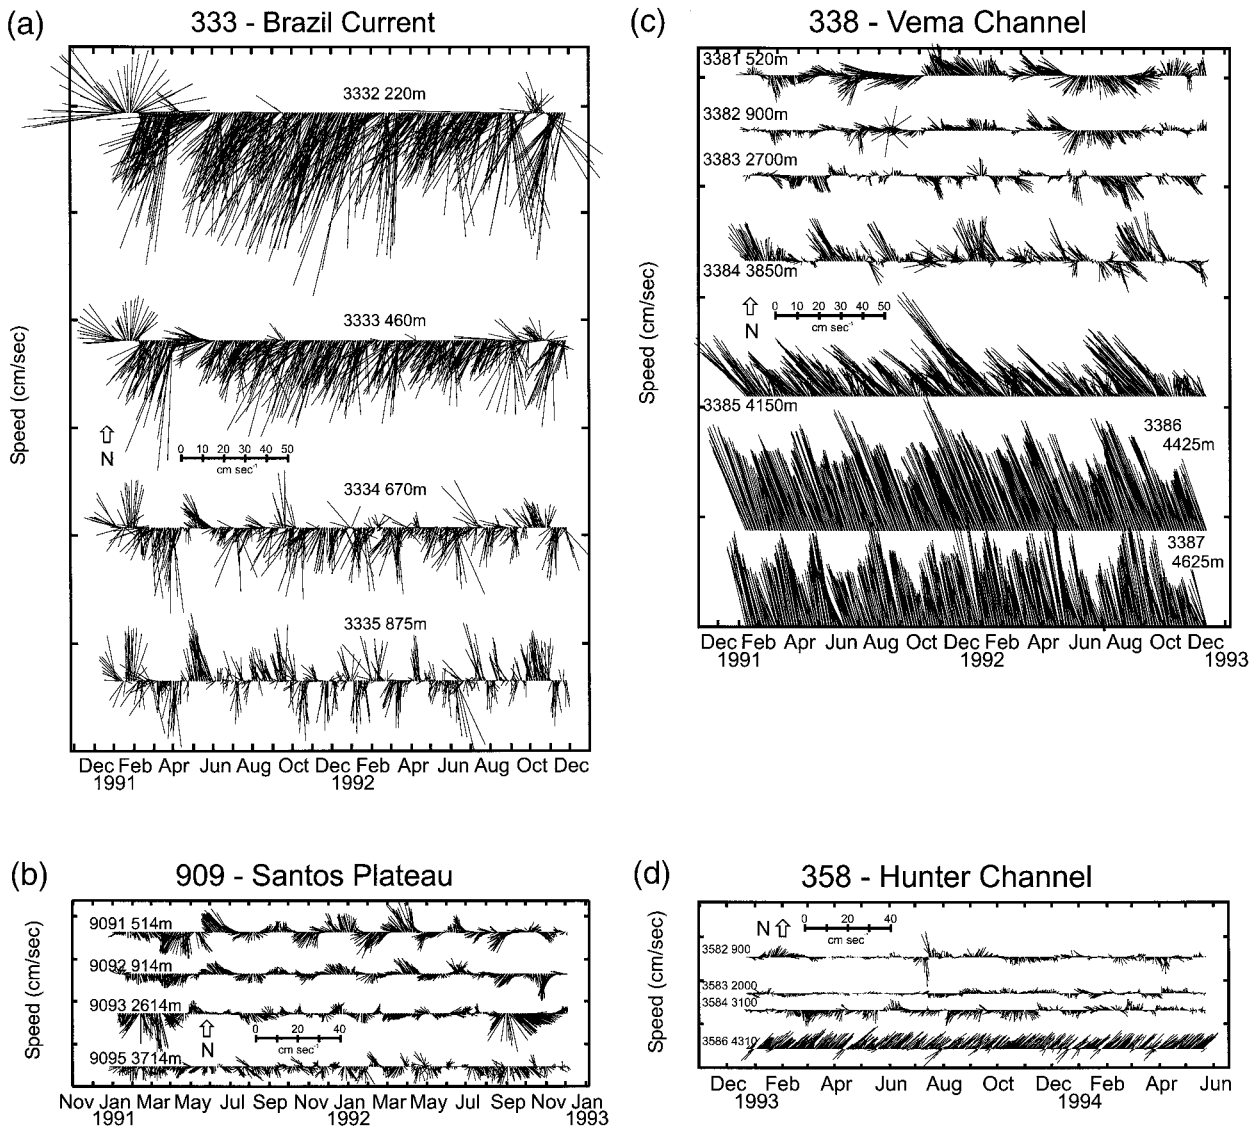 (a)
333 - Brazil Current
Speed (cm/sec)
3332 220m
3333 460m
N
0 10 20 30 40 50
cm sec⁻¹
3334 670m
3335 875m
Dec Feb Apr Jun Aug Oct Dec Feb Apr Jun Aug Oct Dec
1991 1992
(c)
338 - Vema Channel
Speed (cm/sec)
3381 520m
3382 900m
3383 2700m
3384 3850m
N
0 10 20 30 40 50
cm sec⁻¹
3385 4150m
3386
4425m
3387
4625m
Dec Feb Apr Jun Aug Oct Dec Feb Apr Jun Aug Oct Dec
1991 1992 1993
(b)
909 - Santos Plateau
Speed (cm/sec)
9091 514m
9092 914m
9093 2614m
N
0 20 40
cm sec⁻¹
9095 3714m
Nov Jan Mar May Jul Sep Nov Jan Mar May Jul Sep Nov Jan
1991 1992 1993
(d)
358 - Hunter Channel
Speed (cm/sec)
N
0 20 40
cm sec⁻¹
3582 900
3583 2000
3584 3100
3586 4310
Dec Feb Apr Jun Aug Oct Dec Feb Apr Jun
1993 1994